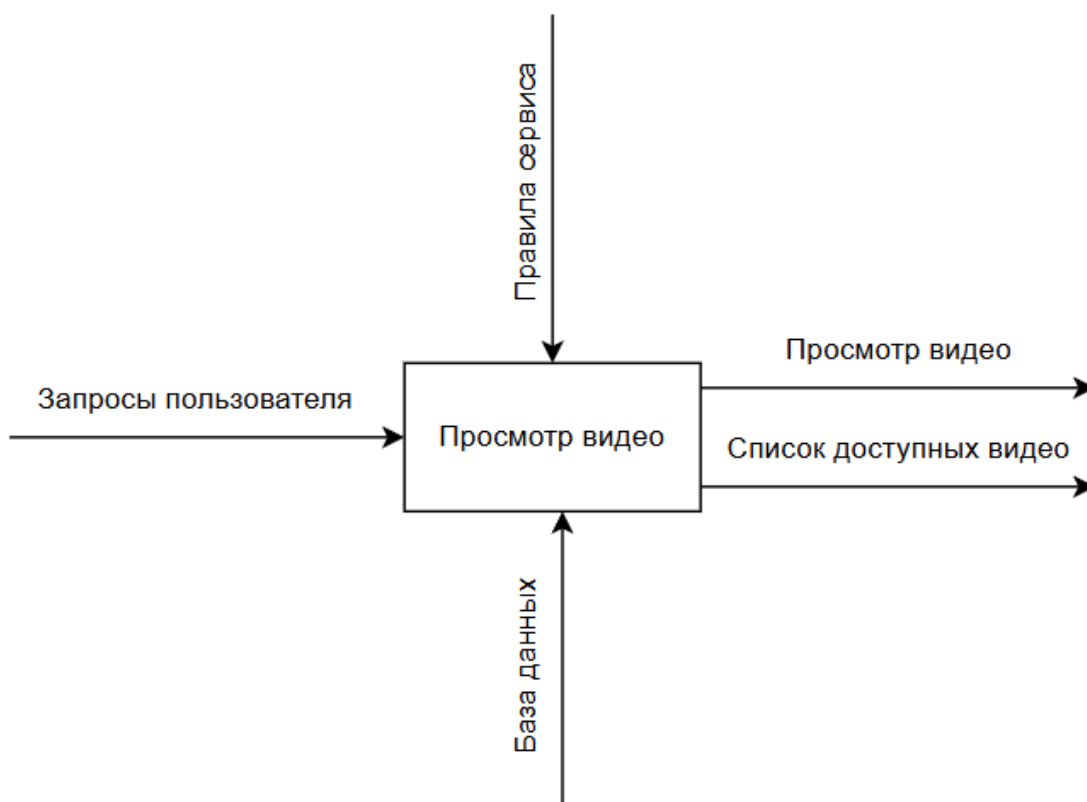 Правила сервиса
Просмотр видео
Запросы пользователя
Просмотр видео
Список доступных видео
База данных